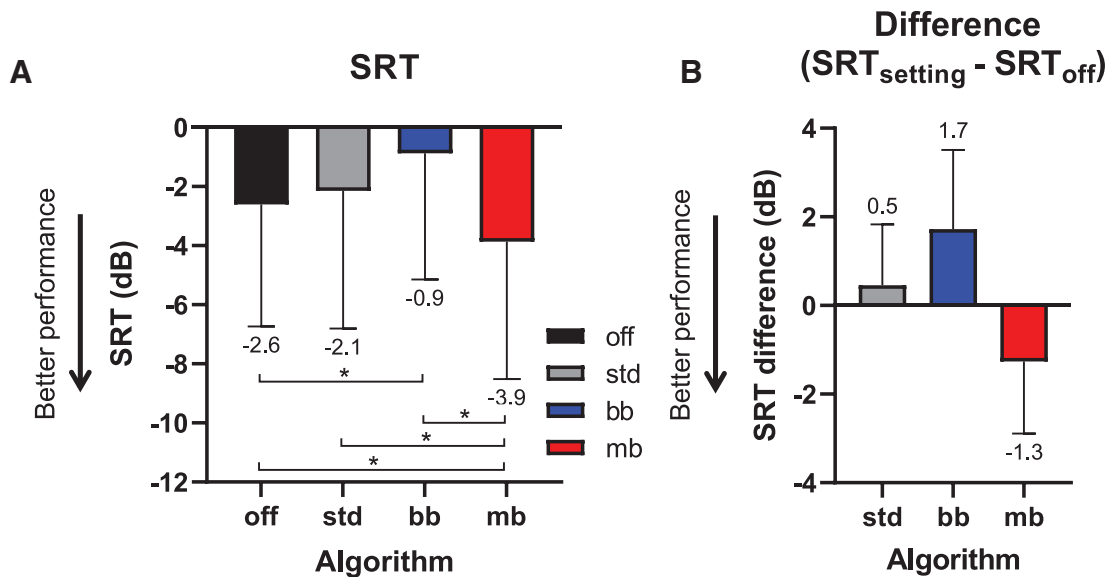 A
SRT
0
-2
-4
-6
-8
-10
-12
SRT (dB)
Better performance
-2.6
-2.1
-0.9
-3.9
*
*
*
*
off
std
bb
mb
off
std
bb
mb
Algorithm
B
Difference
(SRTsetting - SRToff)
4
2
0
-2
-4
SRT difference (dB)
Better performance
0.5
1.7
-1.3
std
bb
mb
Algorithm